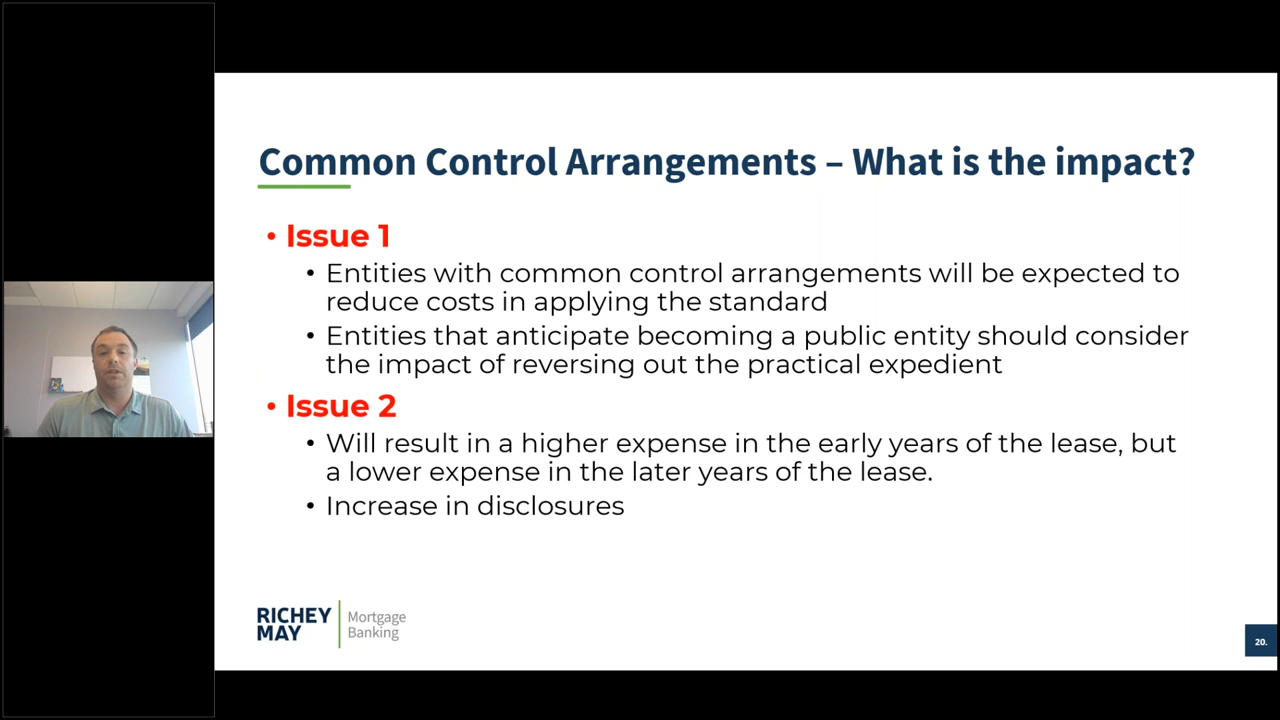 Common Control Arrangements – What is the impact?
• Issue 1
• Entities with common control arrangements will be expected to
reduce costs in applying the standard
• Entities that anticipate becoming a public entity should consider
the impact of reversing out the practical expedient
• Issue 2
• Will result in a higher expense in the early years of the lease, but
a lower expense in the later years of the lease.
• Increase in disclosures
RICHEY
MAY
Mortgage
Banking
20.